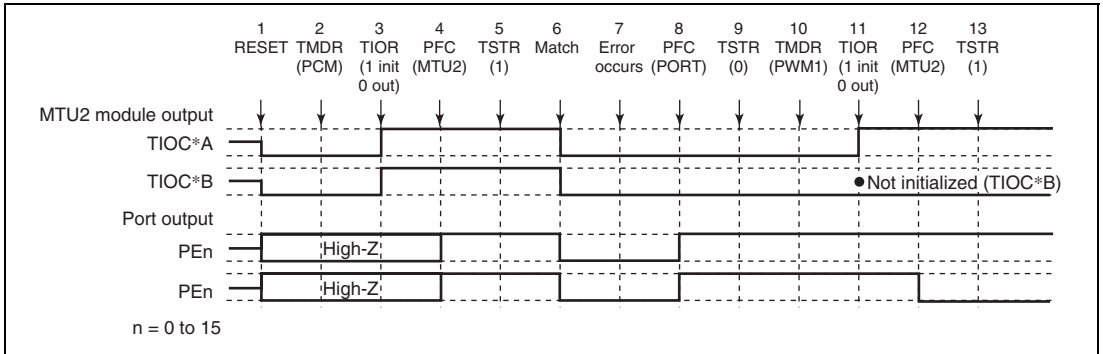 1 2 3 4 5 6 7 8 9 10 11 12 13
RESET TMDR TIOR PFC TSTR Match Error PFC TSTR TMDR TIOR PFC TSTR
(PCM) (1 init (MTU2) (1) occurs (PORT) (0) (PWM1) (1 init (MTU2) (1)
0 out) 0 out)
MTU2 module output
TIOC*A
TIOC*B
●Not initialized (TIOC*B)
Port output
PEn
High-Z
PEn
High-Z
n = 0 to 15